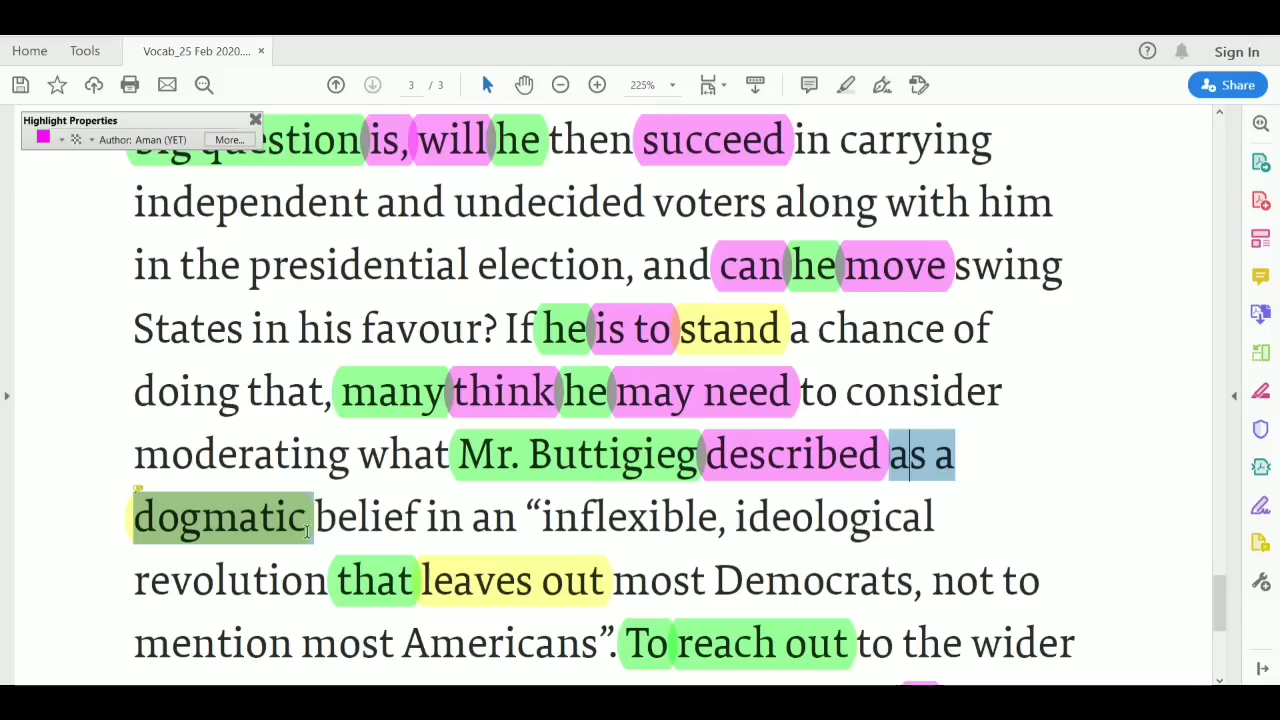 Home Tools Vocab_25 Feb 2020.... × Sign In
3 / 3 225% Share
Highlight Properties
Author: Aman (YET) More...
big question is, will he then succeed in carrying
independent and undecided voters along with him
in the presidential election, and can he move swing
States in his favour? If he is to stand a chance of
doing that, many think he may need to consider
moderating what Mr. Buttigieg described as a
dogmatic belief in an “inflexible, ideological
revolution that leaves out most Democrats, not to
mention most Americans”. To reach out to the wider